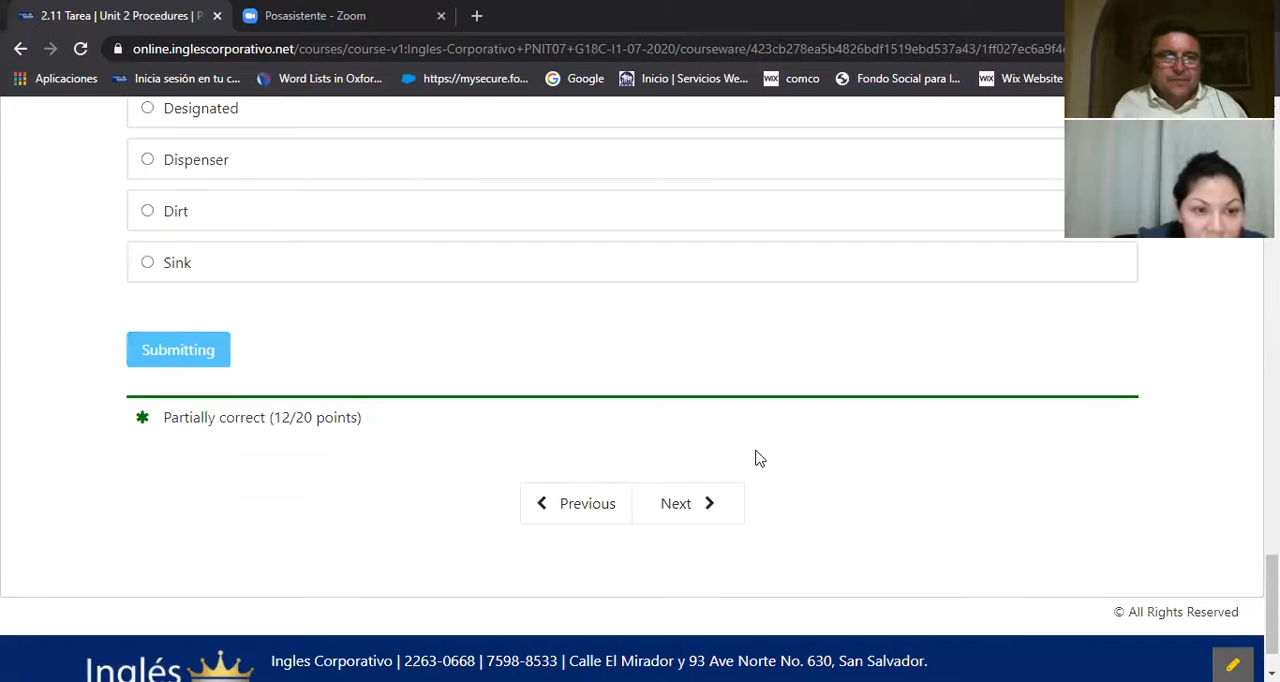 2.11 Tarea | Unit 2 Procedures | P
Posasistente - Zoom
online.inglescorporativo.net/courses/course-v1:Ingles-Corporativo+PNIT07+G18C-I1-07-2020/courseware/423cb278ea5b4826bdf1519ebd537a43/1ff027ec6a9f4
Aplicaciones
Inicia sesión en tu c...
Word Lists in Oxfor...
https://mysecure.fo...
Google
Inicio | Servicios We...
comco
Fondo Social para l...
Wix Website
Designated
Dispenser
Dirt
Sink
Submitting
Partially correct (12/20 points)
Previous
Next
© All Rights Reserved
Inglés
Ingles Corporativo | 2263-0668 | 7598-8533 | Calle El Mirador y 93 Ave Norte No. 630, San Salvador.